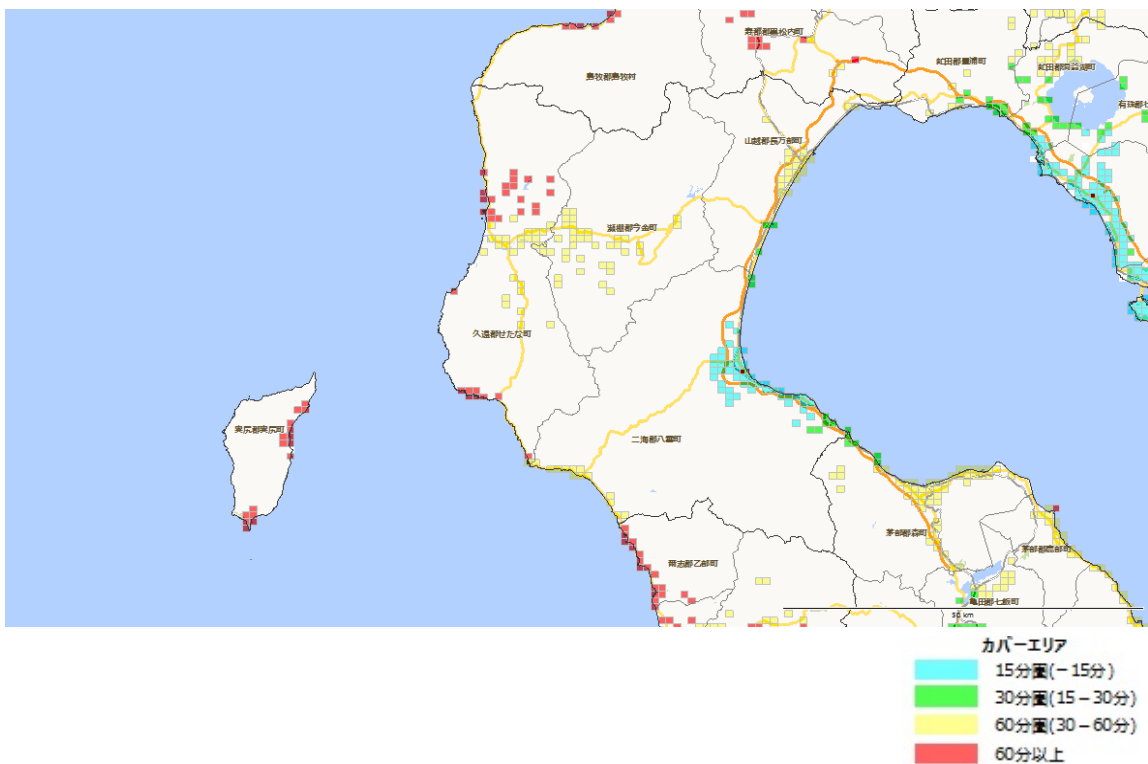 寿都郡黒松内町
島牧郡島牧村
虻田郡豊浦町
虻田郡洞爺湖町
有珠郡壮
山越郡長万部町
瀬棚郡今金町
久遠郡せたな町
奥尻郡奥尻町
二海郡八雲町
茅部郡森町
茅部郡鹿部町
爾志郡乙部町
亀田郡七飯町
30 km
カバーエリア
15分圏(-15分)
30分圏(15-30分)
60分圏(30-60分)
60分以上